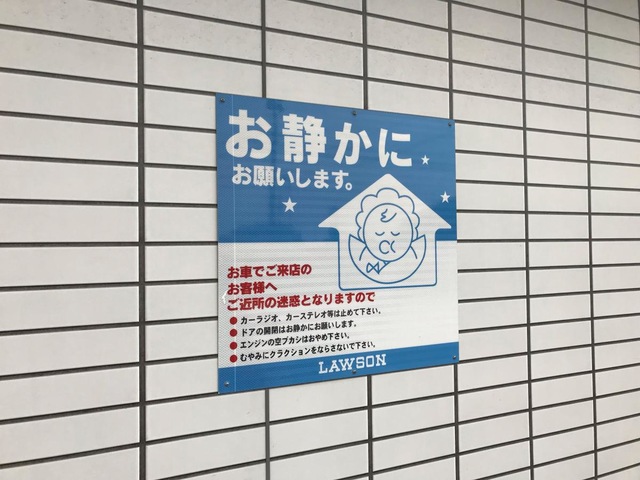 お静かに
お願いします。
お車でご来店の
お客様へ
ご近所の迷惑となりますので
●カーラジオ、カーステレオ等は止めて下さい。
●ドアの開閉はお静かにお願いします。
●エンジンの空ブカシはおやめ下さい。
●むやみにクラクションをならさないで下さい。
LAWSON